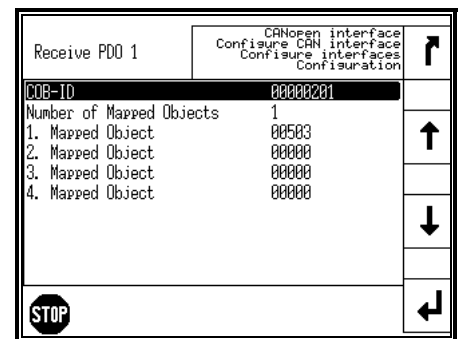 Receive PDO 1
CANopen interface
Configure CAN interface
Configure interfaces
Configuration
COB-ID 00000201
Number of Mapped Objects 1
1. Mapped Object 00503
2. Mapped Object 00000
3. Mapped Object 00000
4. Mapped Object 00000
STOP